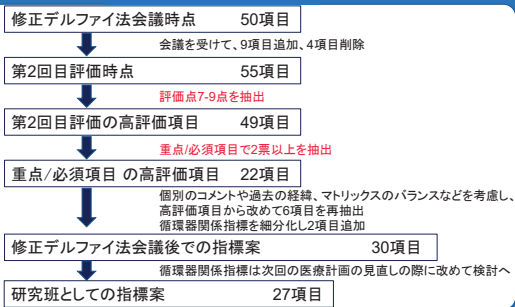 修正デルファイ法会議時点 50項目
会議を受けて、9項目追加、4項目削除
第2回目評価時点 55項目
評価点7-9点を抽出
第2回目評価の高評価項目 49項目
重点/必須項目で2票以上を抽出
重点/必須項目 の高評価項目 22項目
個別のコメントや過去の経緯、マトリックスのバランスなどを考慮し、
高評価項目から改めて6項目を再抽出
循環器関係指標を細分化し2項目追加
修正デルファイ法会議後での指標案 30項目
循環器関係指標は次回の医療計画の見直しの際に改めて検討へ
研究班としての指標案 27項目